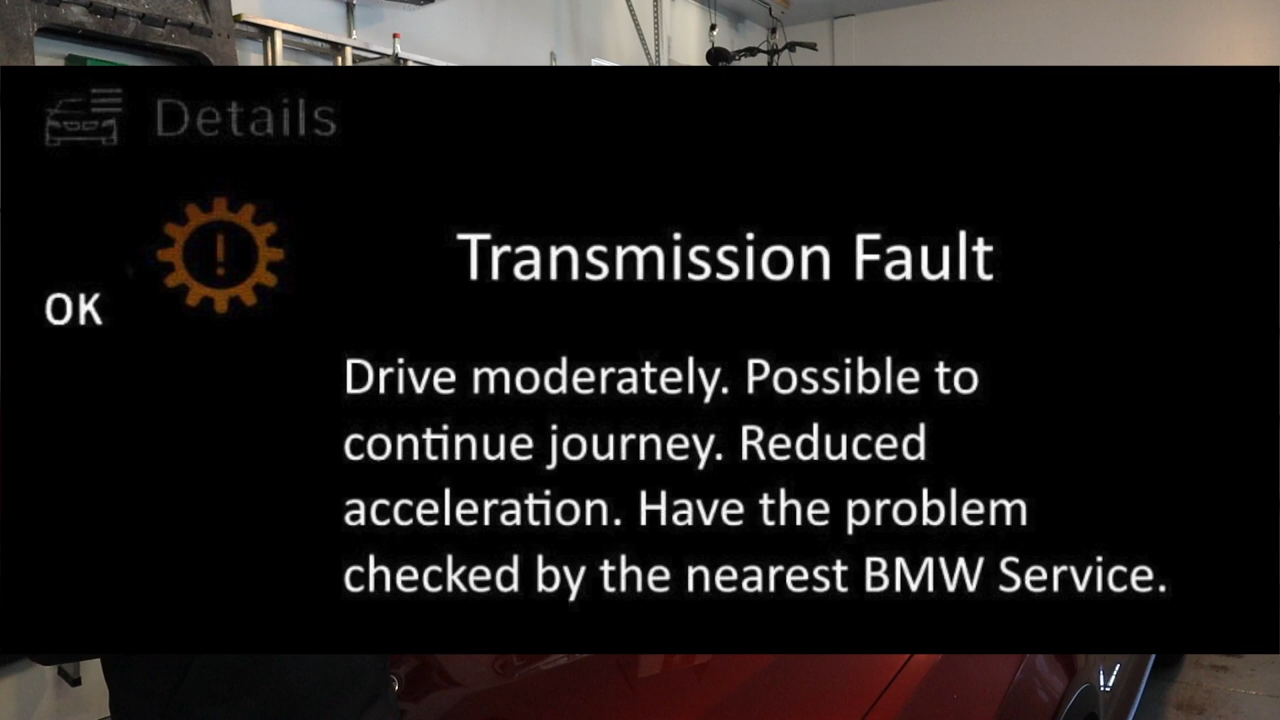 Details
OK
Transmission Fault
Drive moderately. Possible to
continue journey. Reduced
acceleration. Have the problem
checked by the nearest BMW Service.